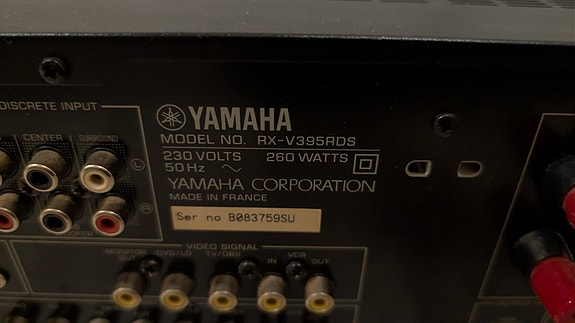 DISCRETE INPUT
CENTER
SURROUND
L
R
YAMAHA
MODEL NO. RX-V395RDS
230 VOLTS 260 WATTS
50 Hz
YAMAHA CORPORATION
MADE IN FRANCE
Ser no B083759SU
VIDEO SIGNAL
MONITOR OUT
DVD/LD
TV/DBS
IN
VCR
OUT